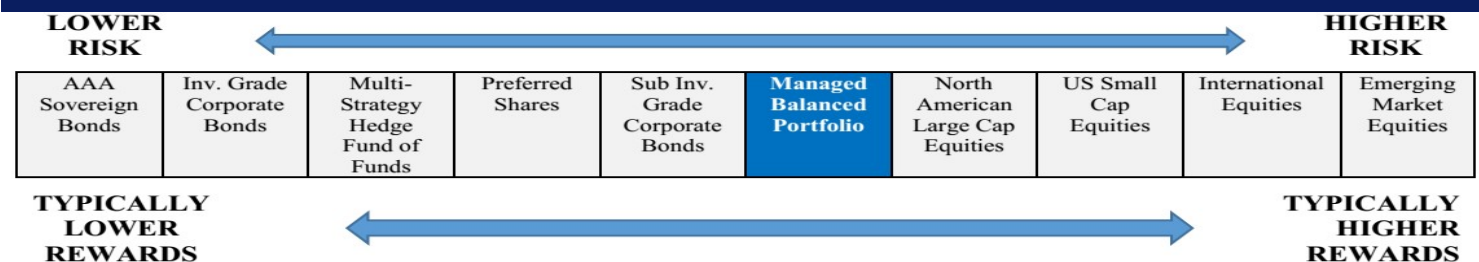 LOWER
RISK
HIGHER
RISK
AAA
Sovereign
Bonds
Inv. Grade
Corporate
Bonds
Multi-
Strategy
Hedge
Fund of
Funds
Preferred
Shares
Sub Inv.
Grade
Corporate
Bonds
Managed
Balanced
Portfolio
North
American
Large Cap
Equities
US Small
Cap
Equities
International
Equities
Emerging
Market
Equities
TYPICALLY
LOWER
REWARDS
TYPICALLY
HIGHER
REWARDS